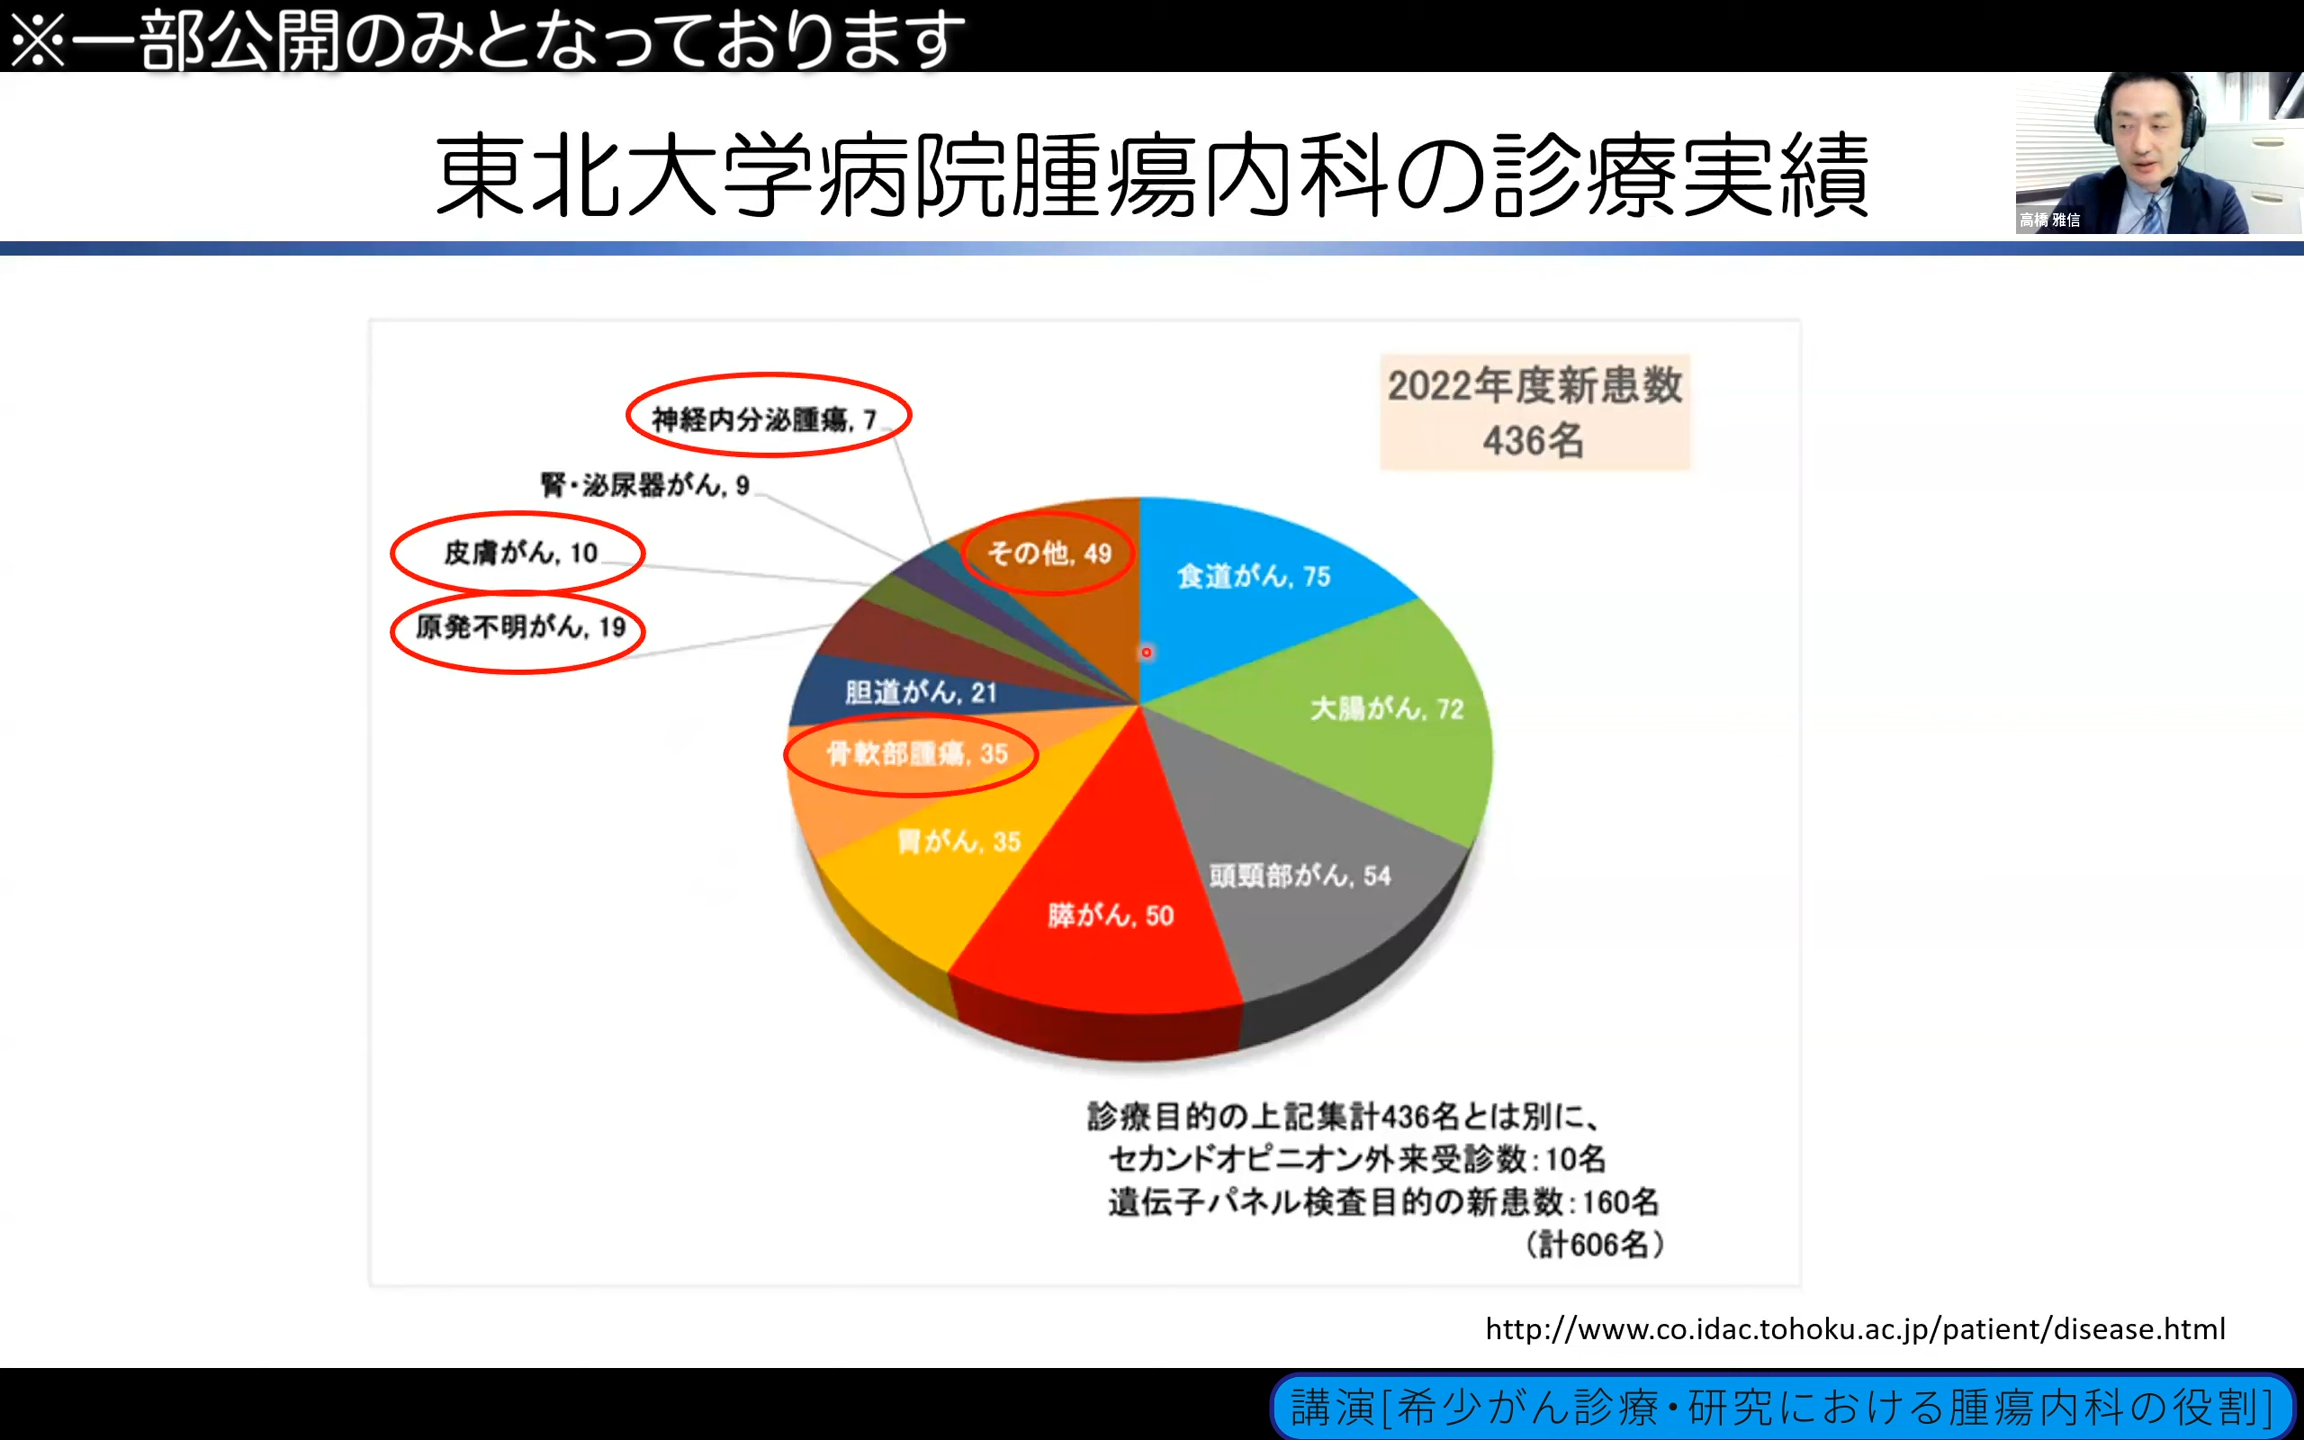 ※一部公開のみとなっております
東北大学病院腫瘍内科の診療実績
高橋 雅信
2022年度新患数
436名
神経内分泌腫瘍, 7
腎・泌尿器がん, 9
皮膚がん, 10
原発不明がん, 19
その他, 49
食道がん, 75
胆道がん, 21
大腸がん, 72
骨軟部腫瘍, 35
胃がん, 35
頭頸部がん, 54
膵がん, 50
診療目的の上記集計436名とは別に、
セカンドオピニオン外来受診数：10名
遺伝子パネル検査目的の新患数：160名
（計606名）
http://www.co.idac.tohoku.ac.jp/patient/disease.html
講演[希少がん診療・研究における腫瘍内科の役割]